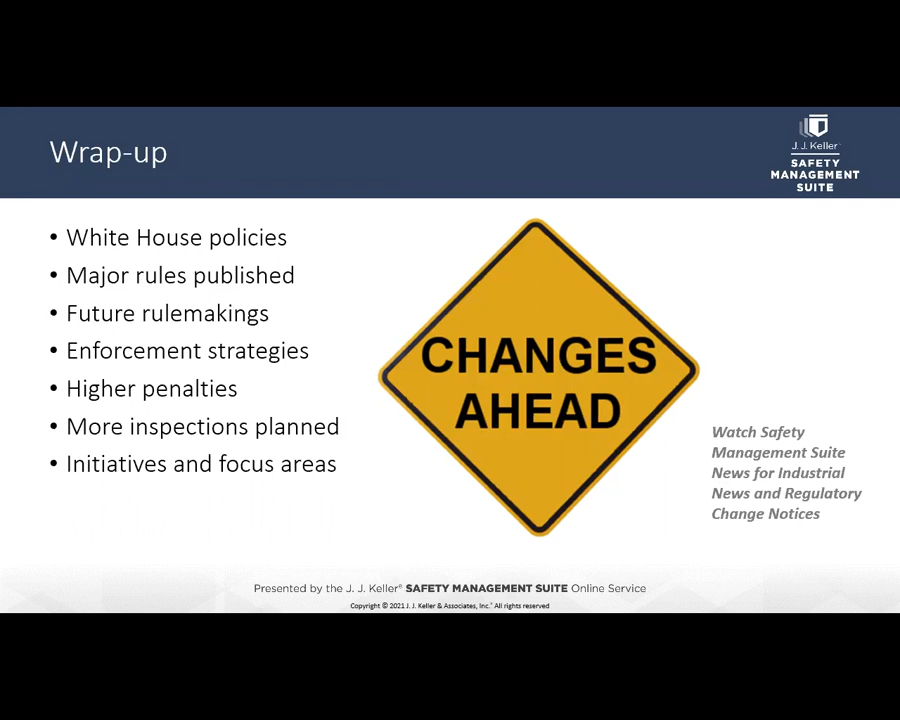 Wrap-up
J. J. Keller
SAFETY
MANAGEMENT
SUITE
• White House policies
• Major rules published
• Future rulemakings
• Enforcement strategies
• Higher penalties
• More inspections planned
• Initiatives and focus areas
CHANGES
AHEAD
Watch Safety
Management Suite
News for Industrial
News and Regulatory
Change Notices
Presented by the J. J. Keller® SAFETY MANAGEMENT SUITE Online Service
Copyright © 2021 J. J. Keller & Associates, Inc.® All rights reserved